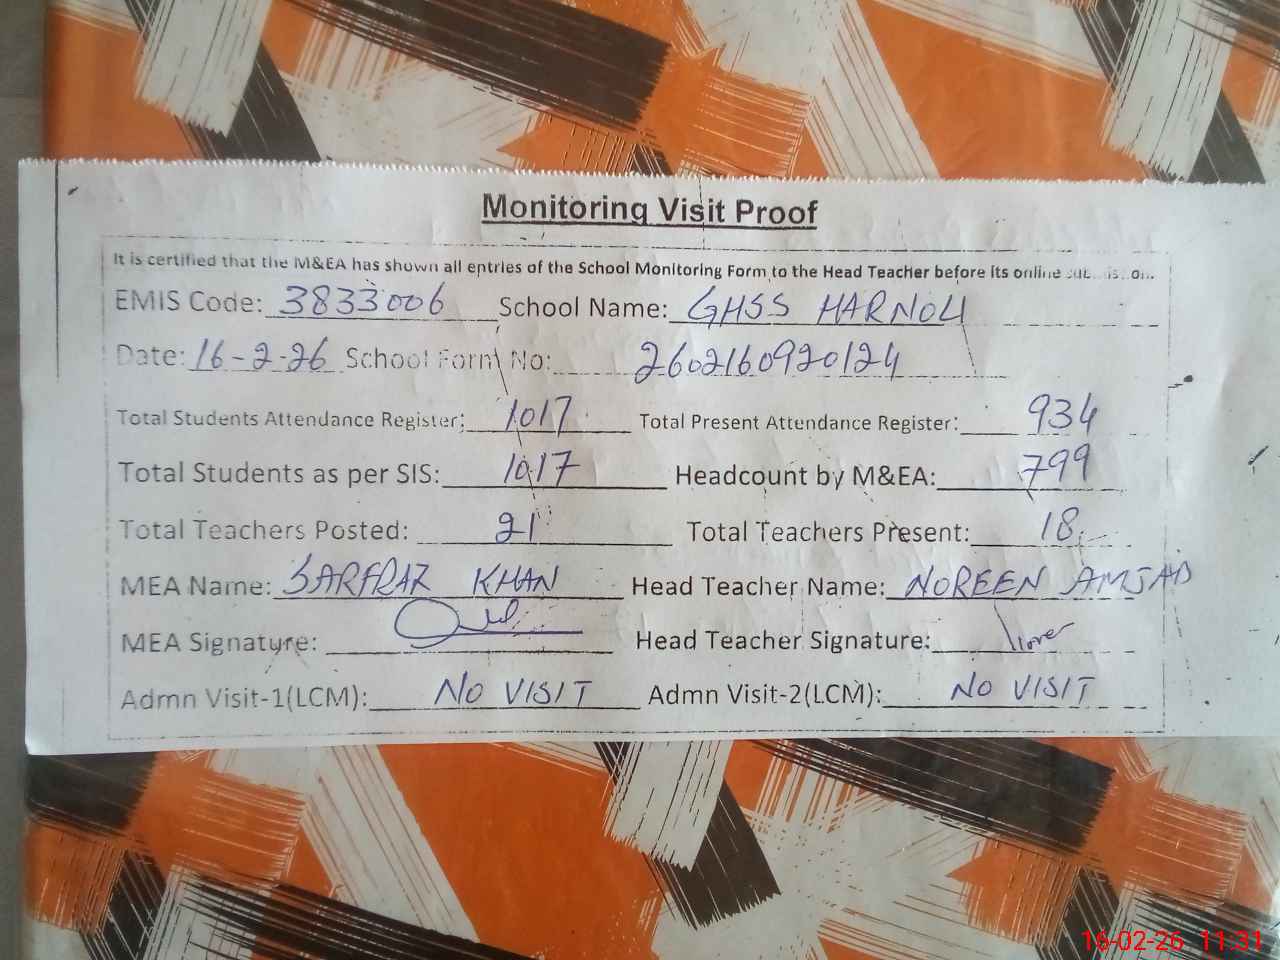 Monitoring Visit Proof
It is certified that the M&EA has shown all entries of the School Monitoring Form to the Head Teacher before its online
EMIS Code: 3833006 School Name: GHSS HARNOLI
Date: 16-2-26 School Form No: 2602160920124
Total Students Attendance Register: 1017 Total Present Attendance Register: 934
Total Students as per SIS: 1017 Headcount by M&EA: 799
Total Teachers Posted: 21 Total Teachers Present: 18
MEA Name: SARFRAZ KHAN Head Teacher Name: NOREEN AMJAD
MEA Signature: Head Teacher Signature:
Admn Visit-1(LCM): NO VISIT Admn Visit-2(LCM): NO VISIT
16-02-26 11:31